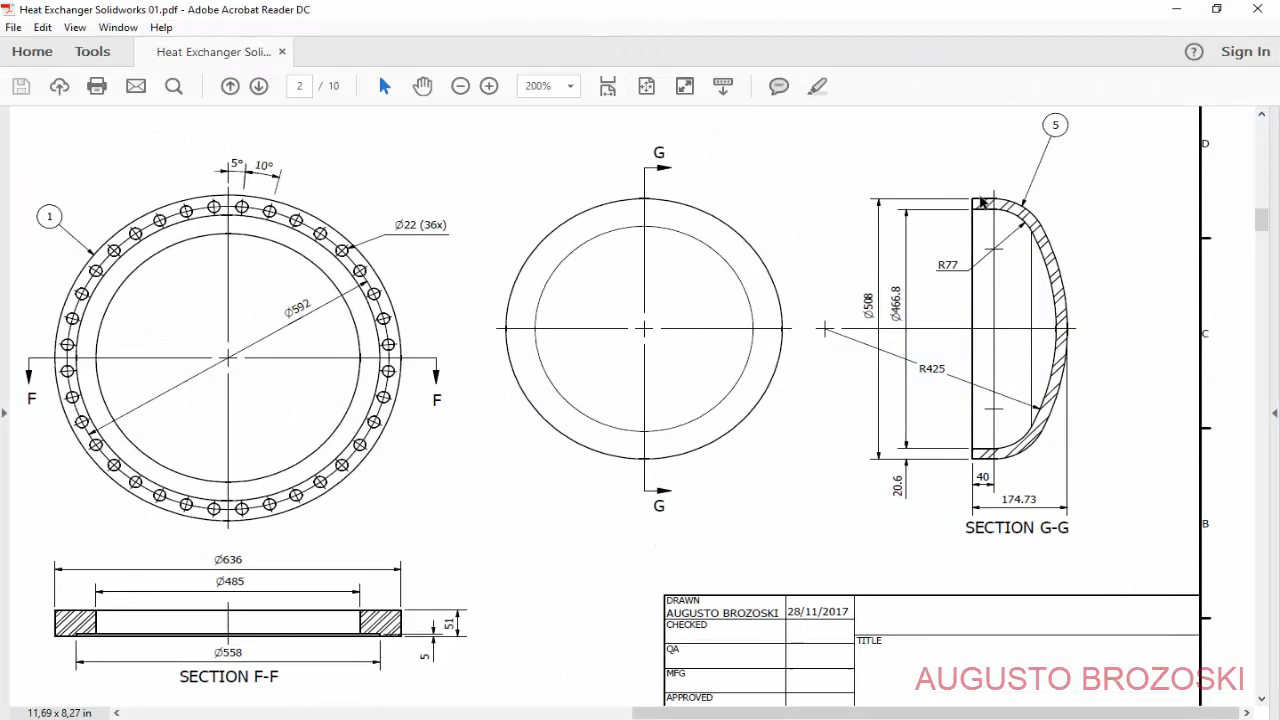 Heat Exchanger Solidworks 01.pdf - Adobe Acrobat Reader DC
File Edit View Window Help
Home Tools Heat Exchanger Soli... × Sign In
2 / 10 200%
5
G
D
5° 10°
1
Ø22 (36x)
R77
Ø592
Ø508
Ø466.8
C
R425
F F
40
20.6
174.73
G
SECTION G-G
B
Ø636
Ø485
51
5
Ø558
SECTION F-F
DRAWN
AUGUSTO BROZOSKI 28/11/2017
CHECKED
TITLE
QA
MFG
APPROVED
AUGUSTO BROZOSKI
11,69 x 8,27 in